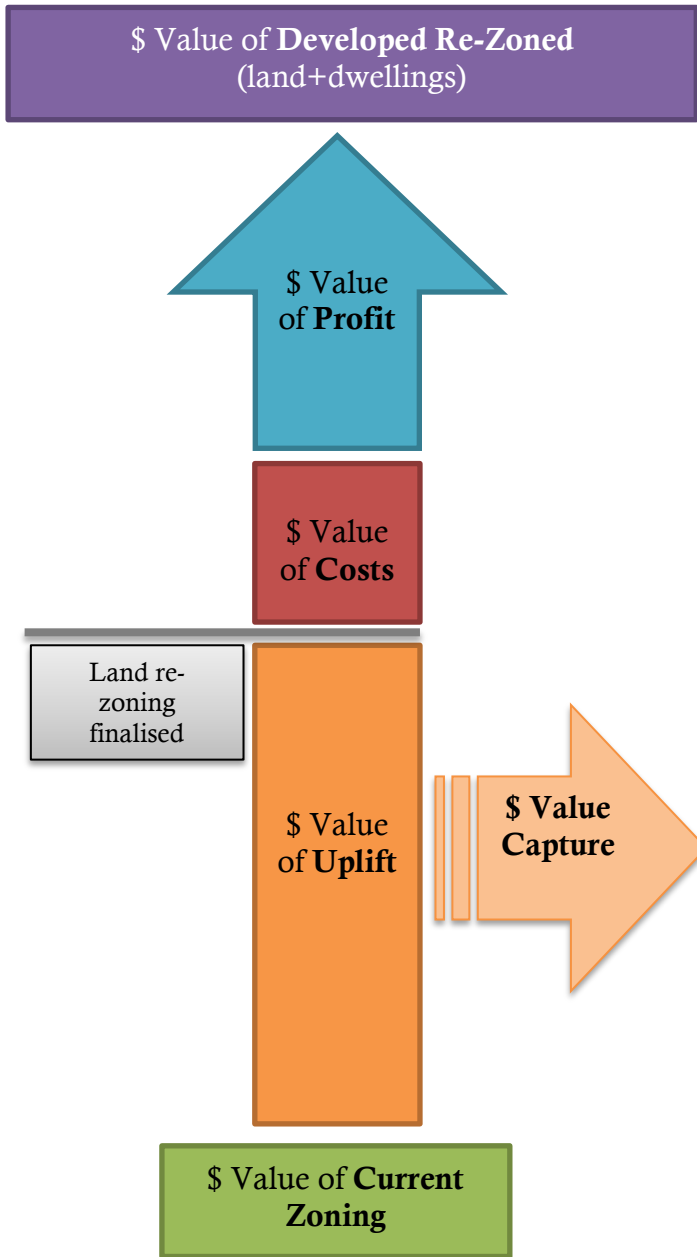 $ Value of Developed Re-Zoned
(land+dwellings)
$ Value
of Profit
$ Value
of Costs
Land re-
zoning
finalised
$ Value
of Uplift
$ Value
Capture
$ Value of Current
Zoning